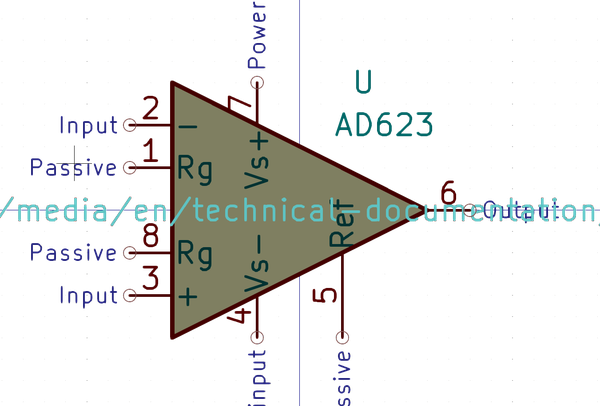 Power
U
AD623
7
Input 2 -
Passive 1 Rg
Vs+
/media/en/technical-documentation
6 Output
Passive 8 Rg
Ref
Input 3 +
Vs-
4
5
input
ssive